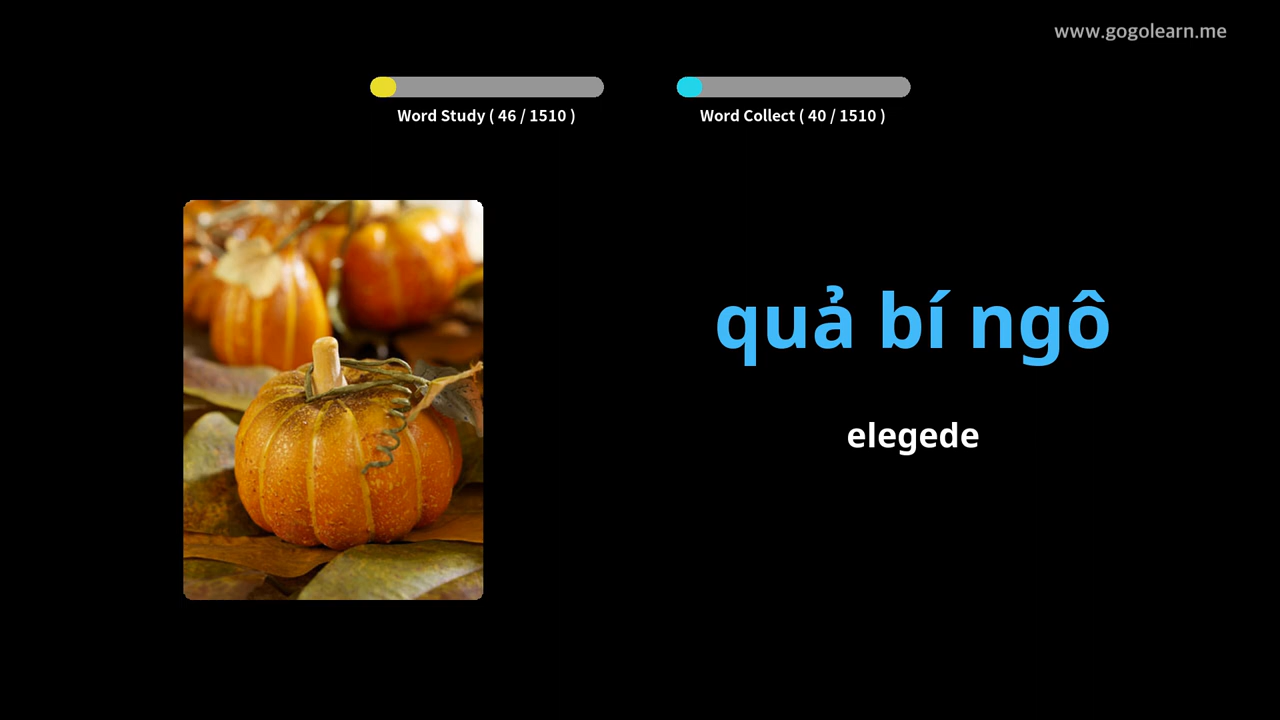 www.gogolearn.me
Word Study ( 46 / 1510 )
Word Collect ( 40 / 1510 )
quả bí ngô
elegede